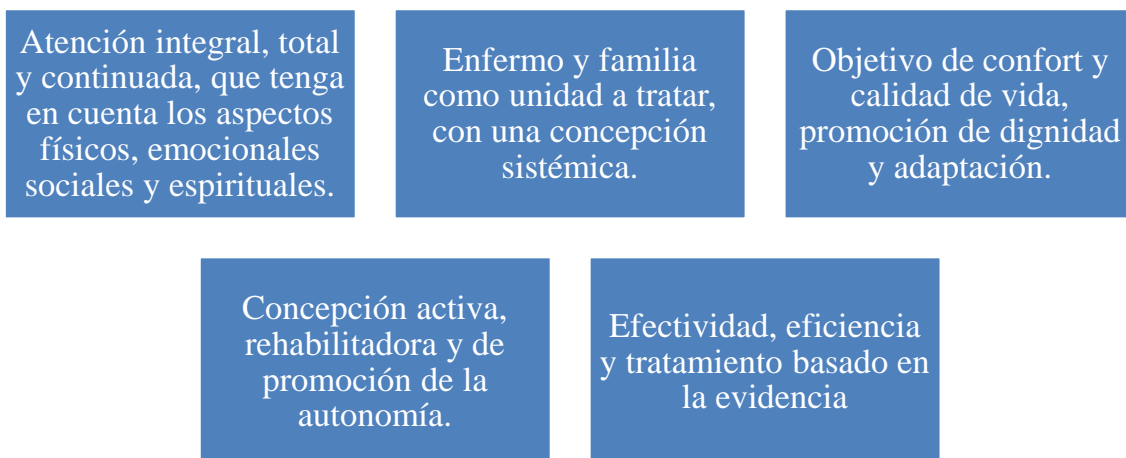 Atención integral, total
y continuada, que tenga
en cuenta los aspectos
físicos, emocionales
sociales y espirituales.
Enfermo y familia
como unidad a tratar,
con una concepción
sistémica.
Objetivo de confort y
calidad de vida,
promoción de dignidad
y adaptación.
Concepción activa,
rehabilitadora y de
promoción de la
autonomía.
Efectividad, eficiencia
y tratamiento basado en
la evidencia